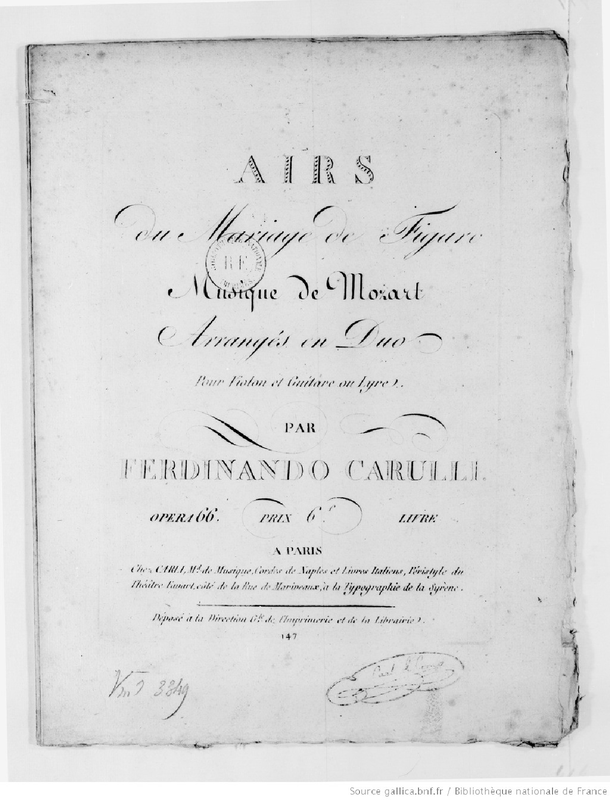 AIRS
du Mariage de Figaro
Musique de Mozart
Arrangés en Duo
Pour Violon et Guitare ou Lyre.
PAR
FERDINANDO CARULLI.
OPERA 66. PRIX 6.f LIVRE
A PARIS
Chez CARLI, M.d de Musique, Cordes de Naples et Livres Italiens, Péristyle du
Théâtre Favart, côté de la Rue de Marivaux, à la Typographie de la Syrène.
Déposé à la Direction G.le de l'Imprimerie et de la Librairie.
147
Vm7 3349
Source gallica.bnf.fr / Bibliothèque nationale de France